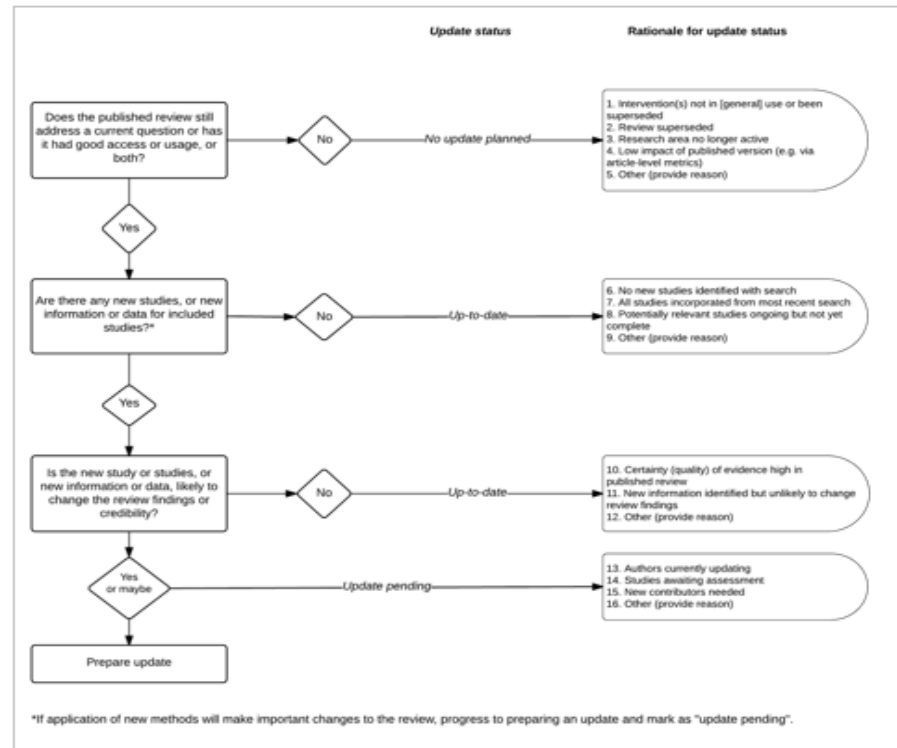 Update status
Rationale for update status
Does the published review still
address a current question or has
it had good access or usage, or
both?
No
No update planned
1. Intervention(s) not in [general] use or been
superseded
2. Review superseded
3. Research area no longer active
4. Low impact of published version (e.g. via
article-level metrics)
5. Other (provide reason)
Yes
Are there any new studies, or new
information or data for included
studies?*
No
Up-to-date
6. No new studies identified with search
7. All studies incorporated from most recent search
8. Potentially relevant studies ongoing but not yet
complete
9. Other (provide reason)
Yes
Is the new study or studies, or
new information or data, likely to
change the review findings or
credibility?
No
Up-to-date
10. Certainty (quality) of evidence high in
published review
11. New information identified but unlikely to change
review findings
12. Other (provide reason)
Yes
or maybe
Update pending
13. Authors currently updating
14. Studies awaiting assessment
15. New contributors needed
16. Other (provide reason)
Prepare update
*If application of new methods will make important changes to the review, progress to preparing an update and mark as "update pending".